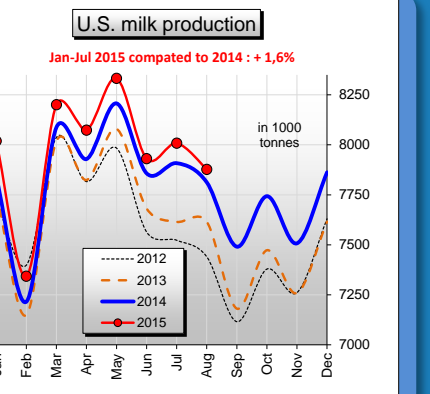 U.S. milk production
Jan-Jul 2015 compated to 2014 : + 1,6%
in 1000
tonnes
8250
8000
7750
7500
7250
7000
2012
2013
2014
2015
Feb
Mar
Apr
May
Jun
Jul
Aug
Sep
Oct
Nov
Dec